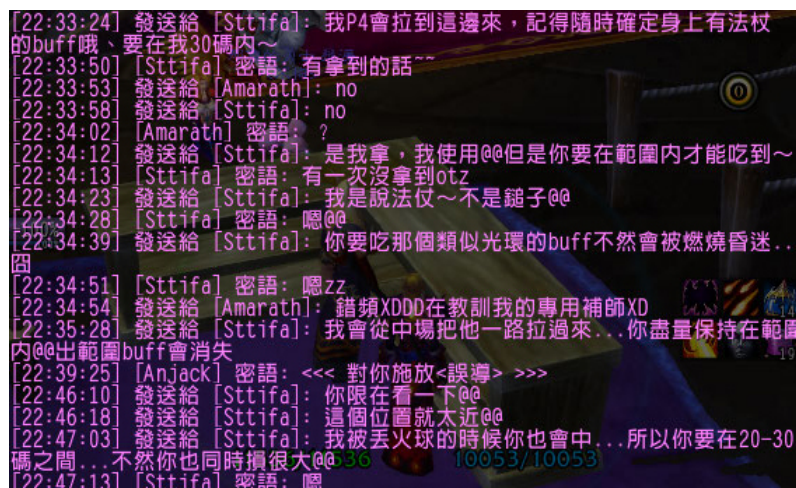 [22:33:24] 發送給 [Sttifa]: 我P4會拉到這邊來，記得隨時確定身上有法杖
的buff哦、要在我30碼內～
[22:33:50] [Sttifa] 密語: 有拿到的話~~
[22:33:53] 發送給 [Amarath]: no
[22:33:58] 發送給 [Sttifa]: no
[22:34:02] [Amarath] 密語: ?
[22:34:12] 發送給 [Sttifa]: 是我拿，我使用@@但是你要在範圍內才能吃到～
[22:34:13] [Sttifa] 密語: 有一次沒拿到otz
[22:34:23] 發送給 [Sttifa]: 我是說法仗～不是鎚子@@
[22:34:28] [Sttifa] 密語: 嗯@@
[22:34:39] 發送給 [Sttifa]: 你要吃那個類似光環的buff不然會被燃燒昏迷..
囧
[22:34:51] [Sttifa] 密語: 嗯zz
[22:34:54] 發送給 [Amarath]: 錯頻XDDD在教訓我的專用補師XD
[22:35:28] 發送給 [Sttifa]: 我會從中場把他一路拉過來...你盡量保持在範圍
內@@出範圍buff會消失
[22:39:25] [Anjack] 密語: <<< 對你施放<誤導> >>>
[22:46:10] 發送給 [Sttifa]: 你限在看一下@@
[22:46:18] 發送給 [Sttifa]: 這個位置就太近@@
[22:47:03] 發送給 [Sttifa]: 我被丟火球的時候你也會中...所以你要在20-30
碼之間...不然你也同時損很大@@
10053/10053
[22:47:13] [Sttifa] 密語: 嗯